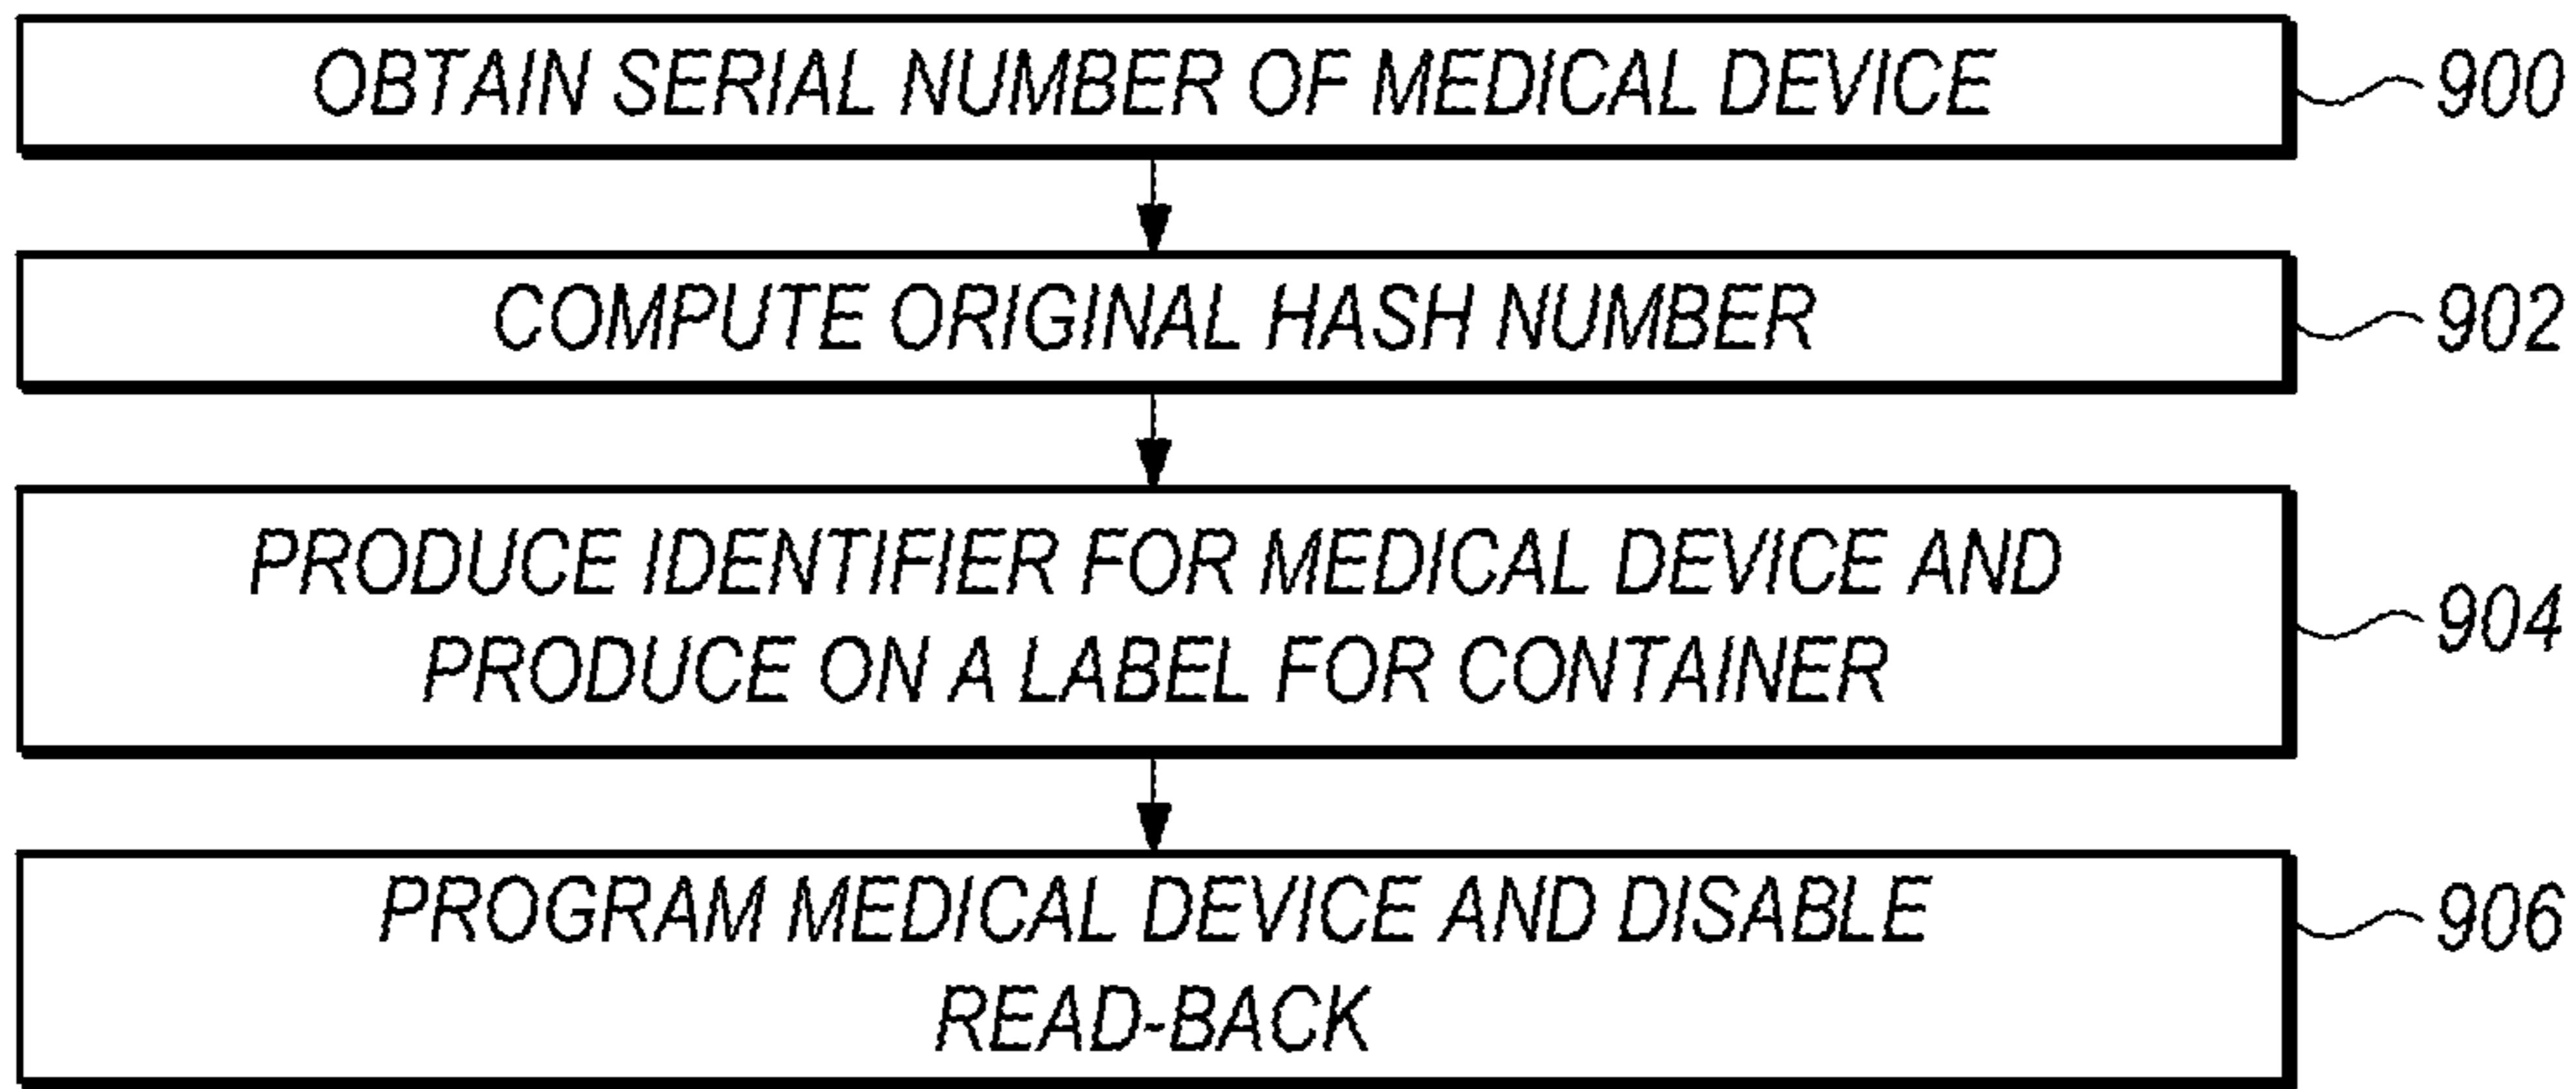 OBTAIN SERIAL NUMBER OF MEDICAL DEVICE
900
COMPUTE ORIGINAL HASH NUMBER
902
PRODUCE IDENTIFIER FOR MEDICAL DEVICE AND
PRODUCE ON A LABEL FOR CONTAINER
904
PROGRAM MEDICAL DEVICE AND DISABLE
READ-BACK
906